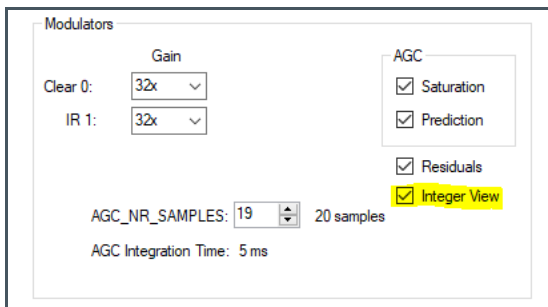 Modulators
Gain
AGC
Clear 0: 32x
Saturation
IR 1: 32x
Prediction
Residuals
Integer View
AGC_NR_SAMPLES: 19 20 samples
AGC Integration Time: 5 ms